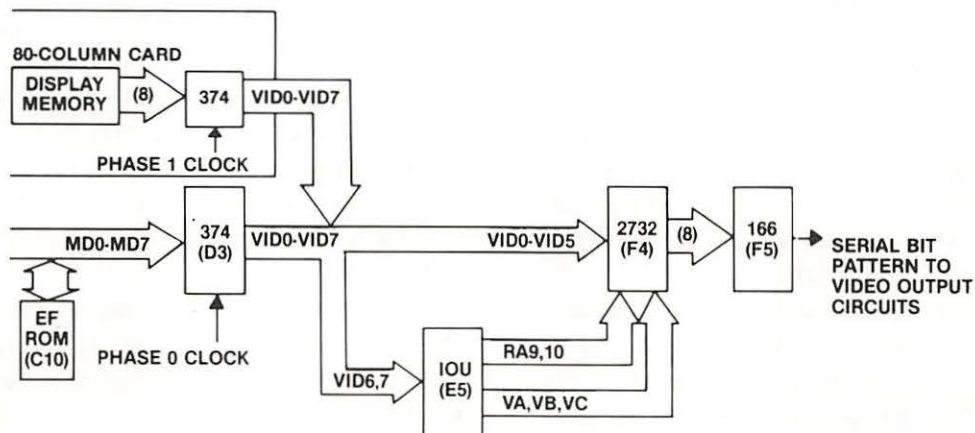 80-COLUMN CARD
DISPLAY
MEMORY
(8)
374
VID0-VID7
PHASE 1 CLOCK
MD0-MD7
374
(D3)
VID0-VID7
VID0-VID5
2732
(F4)
(8)
166
(F5)
SERIAL BIT
PATTERN TO
VIDEO OUTPUT
CIRCUITS
EF
ROM
(C10)
PHASE 0 CLOCK
VID6,7
IOU
(E5)
RA9,10
VA,VB,VC